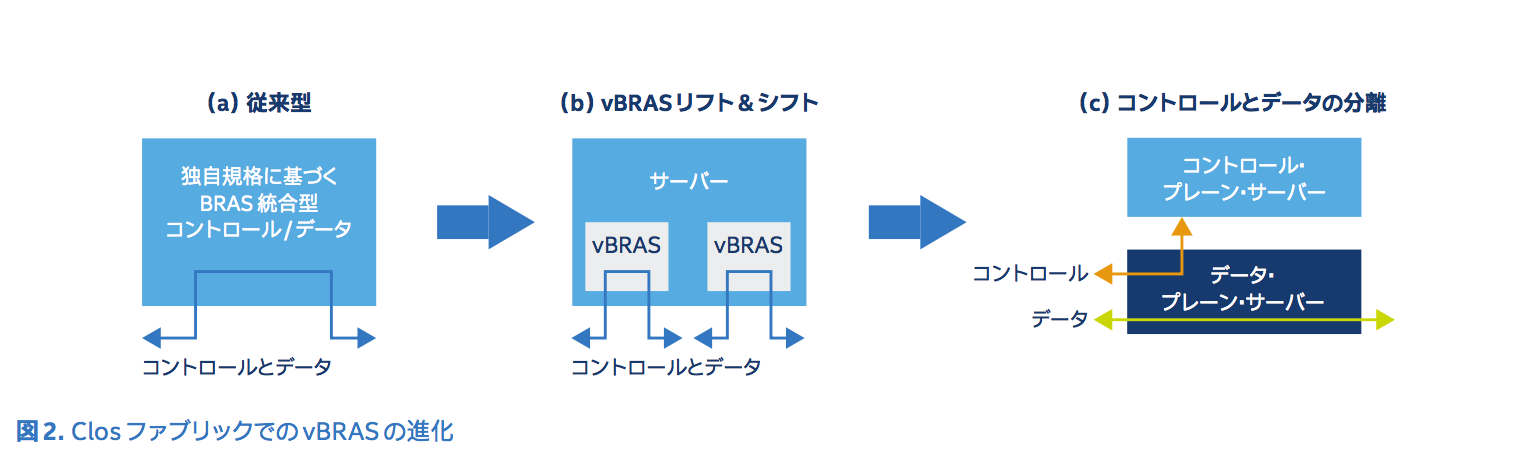 (a) 従来型
独自規格に基づく
BRAS 統合型
コントロール/データ
コントロールとデータ
(b) vBRASリフト&シフト
サーバー
vBRAS
vBRAS
コントロールとデータ
(c) コントロールとデータの分離
コントロール・
プレーン・サーバー
コントロール
データ・
プレーン・サーバー
データ
図2. Closファブリックでの vBRAS の進化